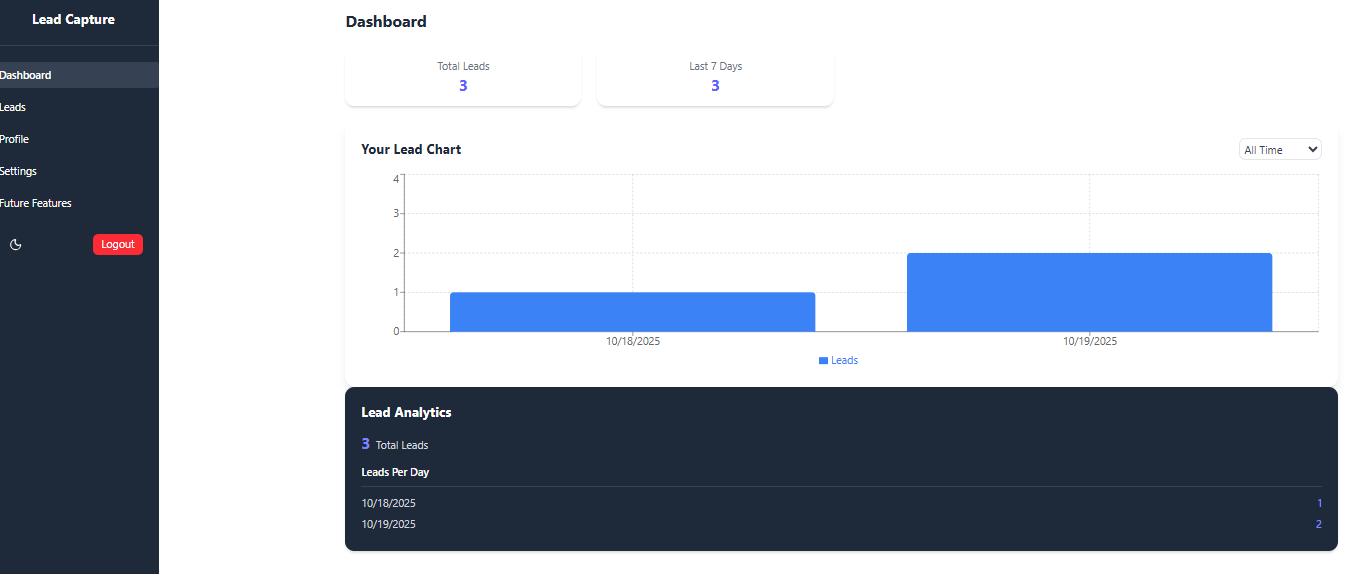 Lead Capture
Dashboard
Leads
Profile
Settings
Future Features
Logout
Dashboard
Total Leads
3
Last 7 Days
3
Your Lead Chart
All Time
4
3
2
1
0
10/18/2025 10/19/2025
Leads
Lead Analytics
3 Total Leads
Leads Per Day
10/18/2025 1
10/19/2025 2